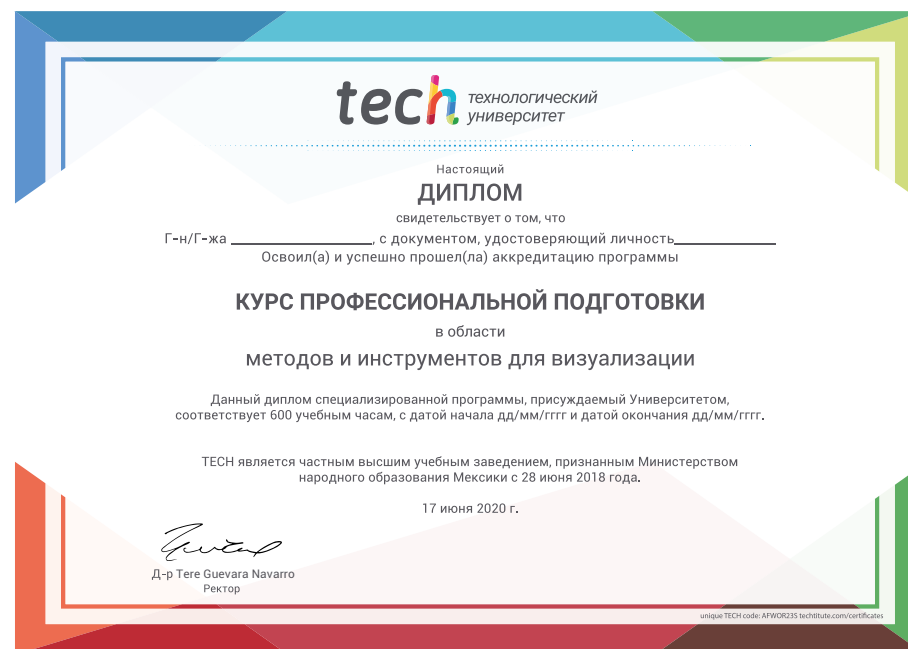 tech технологический
университет
Настоящий
ДИПЛОМ
свидетельствует о том, что
Г-н/Г-жа ________________, с документом, удостоверяющий личность____________
Освоил(а) и успешно прошел(ла) аккредитацию программы
КУРС ПРОФЕССИОНАЛЬНОЙ ПОДГОТОВКИ
в области
методов и инструментов для визуализации
Данный диплом специализированной программы, присуждаемый Университетом,
соответствует 600 учебным часам, с датой начала дд/мм/гггг и датой окончания дд/мм/гггг.
TECH является частным высшим учебным заведением, признанным Министерством
народного образования Мексики с 28 июня 2018 года.
17 июня 2020 г.
Д-р Tere Guevara Navarro
Ректор
unique TECH code: AFWOR23S techtitute.com/certificates